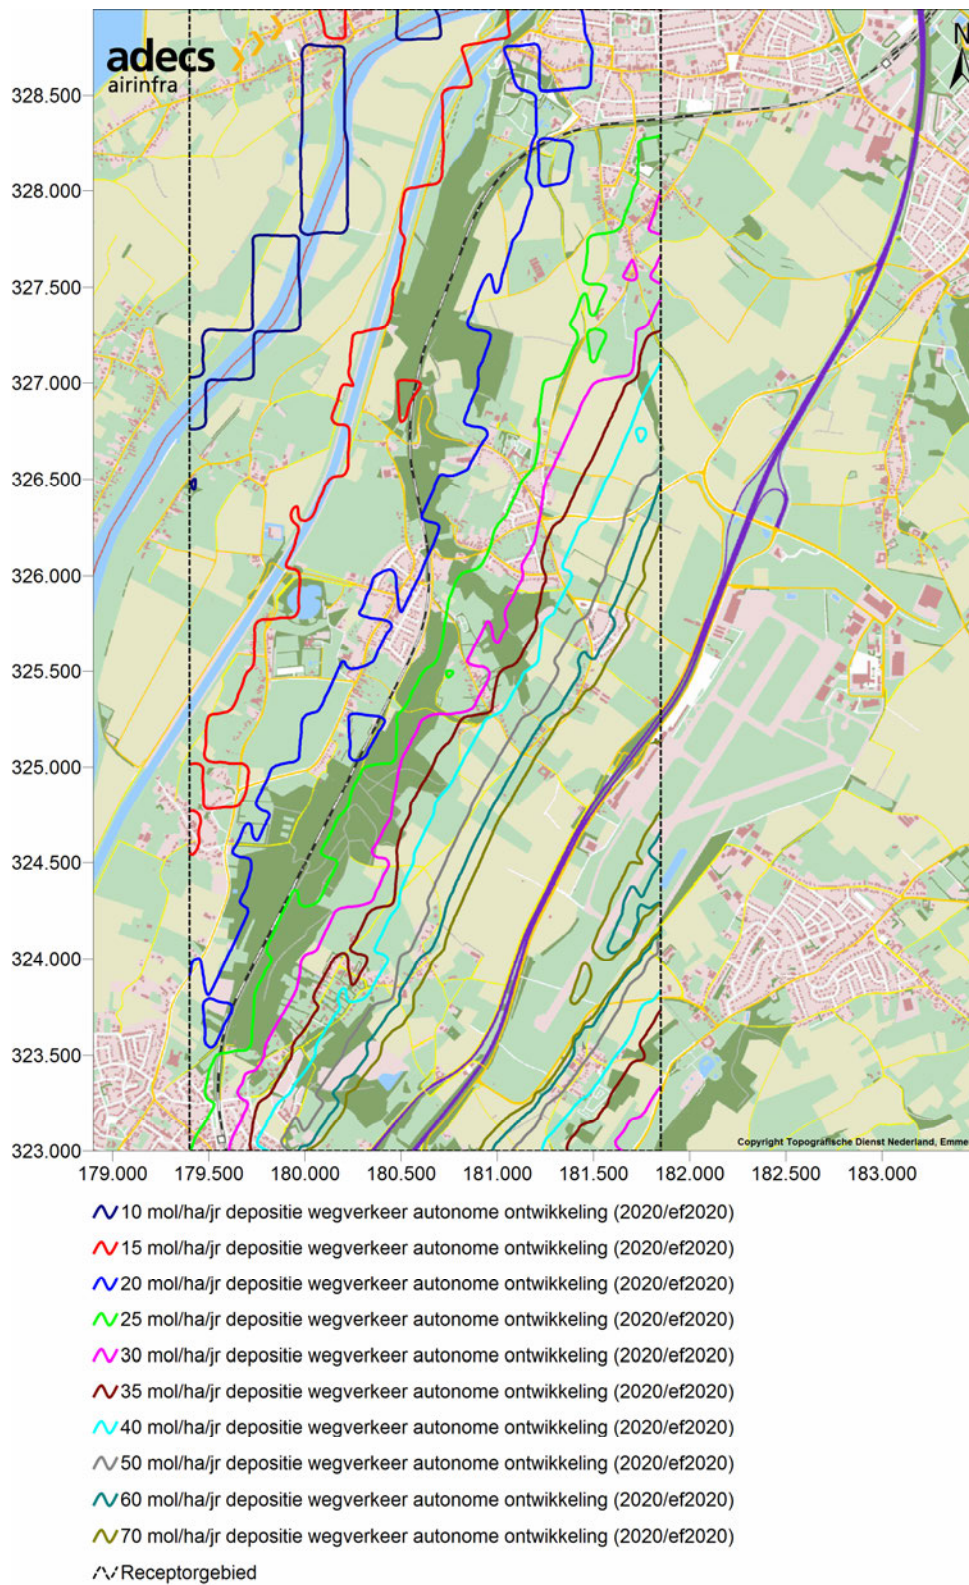 adecs
airinfra
N
328.500
328.000
327.500
327.000
326.500
326.000
325.500
325.000
324.500
324.000
323.500
323.000
Copyright Topografische Dienst Nederland, Emme
179.000 179.500 180.000 180.500 181.000 181.500 182.000 182.500 183.000
10 mol/ha/jr depositie wegverkeer autonome ontwikkeling (2020/ef2020)
15 mol/ha/jr depositie wegverkeer autonome ontwikkeling (2020/ef2020)
20 mol/ha/jr depositie wegverkeer autonome ontwikkeling (2020/ef2020)
25 mol/ha/jr depositie wegverkeer autonome ontwikkeling (2020/ef2020)
30 mol/ha/jr depositie wegverkeer autonome ontwikkeling (2020/ef2020)
35 mol/ha/jr depositie wegverkeer autonome ontwikkeling (2020/ef2020)
40 mol/ha/jr depositie wegverkeer autonome ontwikkeling (2020/ef2020)
50 mol/ha/jr depositie wegverkeer autonome ontwikkeling (2020/ef2020)
60 mol/ha/jr depositie wegverkeer autonome ontwikkeling (2020/ef2020)
70 mol/ha/jr depositie wegverkeer autonome ontwikkeling (2020/ef2020)
Receptorgebied